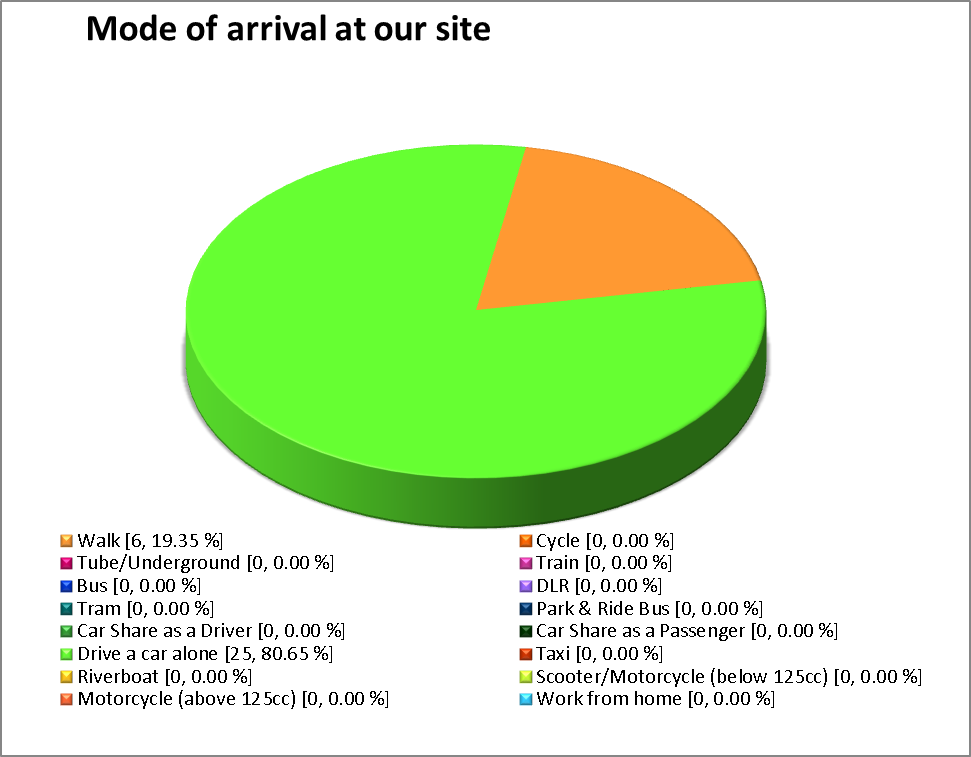 Mode of arrival at our site
Walk [6, 19.35 %]
Cycle [0, 0.00 %]
Tube/Underground [0, 0.00 %]
Train [0, 0.00 %]
Bus [0, 0.00 %]
DLR [0, 0.00 %]
Tram [0, 0.00 %]
Park & Ride Bus [0, 0.00 %]
Car Share as a Driver [0, 0.00 %]
Car Share as a Passenger [0, 0.00 %]
Drive a car alone [25, 80.65 %]
Taxi [0, 0.00 %]
Riverboat [0, 0.00 %]
Scooter/Motorcycle (below 125cc) [0, 0.00 %]
Motorcycle (above 125cc) [0, 0.00 %]
Work from home [0, 0.00 %]